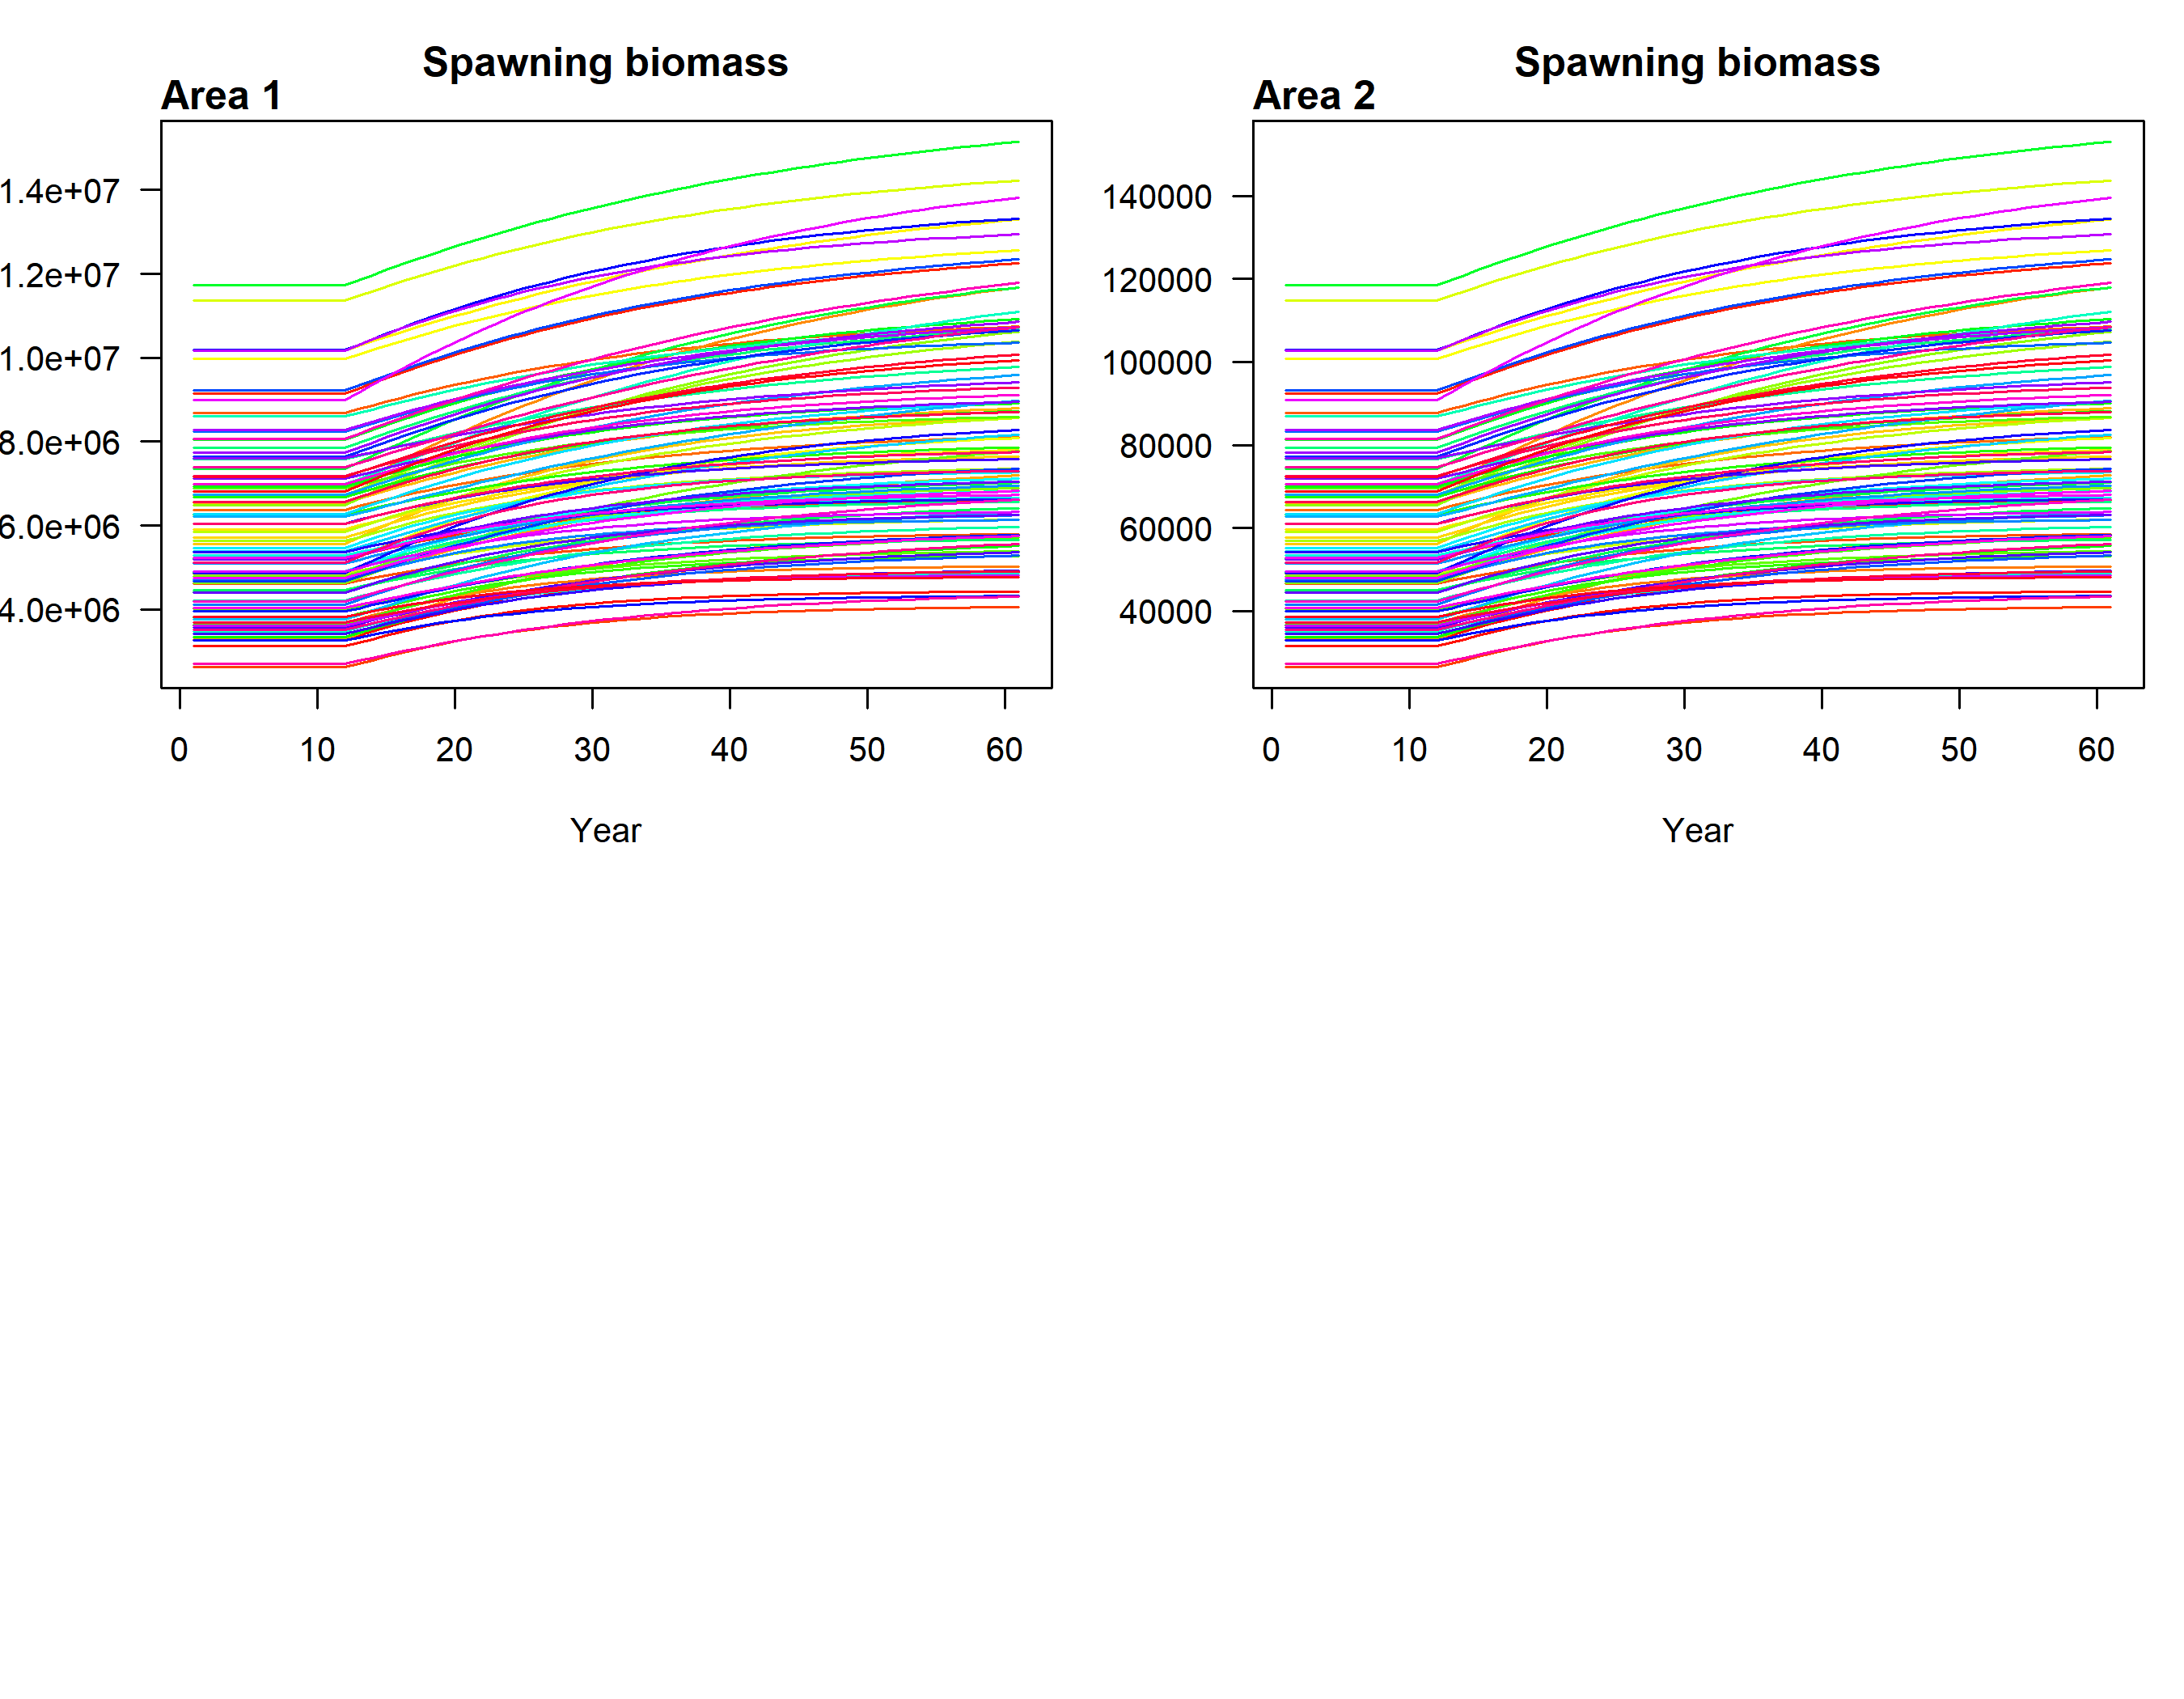 Spawning biomass
Area 1
1.4e+07
1.2e+07
1.0e+07
8.0e+06
6.0e+06
4.0e+06
0 10 20 30 40 50 60
Year
Spawning biomass
Area 2
140000
120000
100000
80000
60000
40000
0 10 20 30 40 50 60
Year